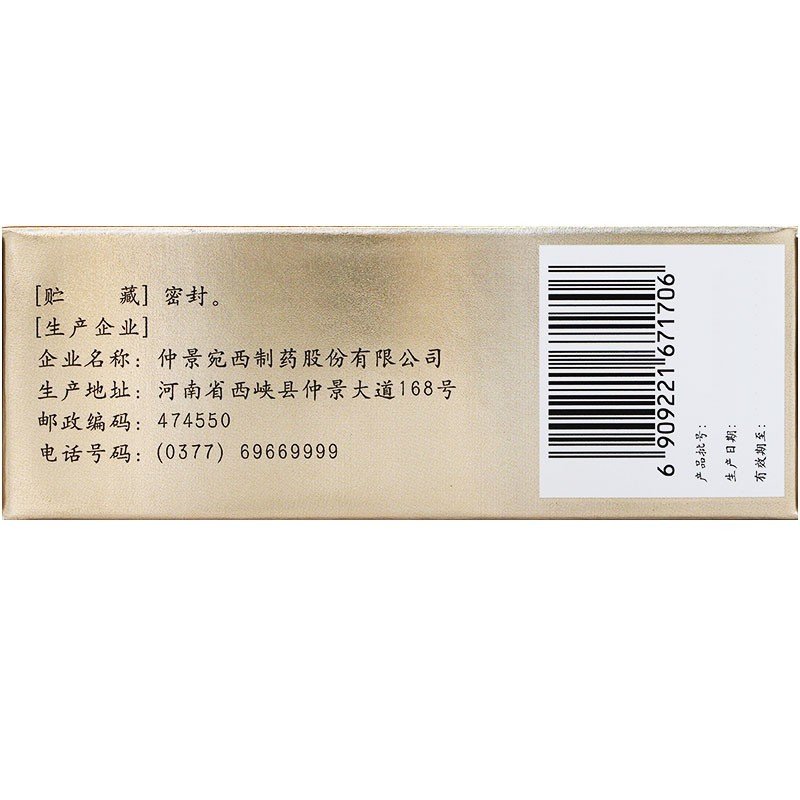 [贮 藏] 密封。
[生产企业]
企业名称：仲景宛西制药股份有限公司
生产地址：河南省西峡县仲景大道168号
邮政编码：474550
电话号码：(0377) 69669999
6 909221 671706
产品批号：
生产日期：
有效期至：